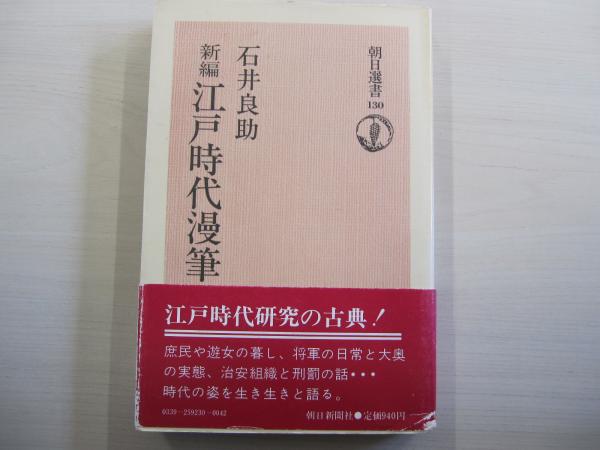 朝日選書
130
石井良助
新編
江戸時代漫筆
江戸時代研究の古典！
庶民や遊女の暮し、将軍の日常と大奥
の実態、治安組織と刑罰の話・・・
時代の姿を生き生きと語る。
0339-259230-0042
朝日新聞社●定価940円